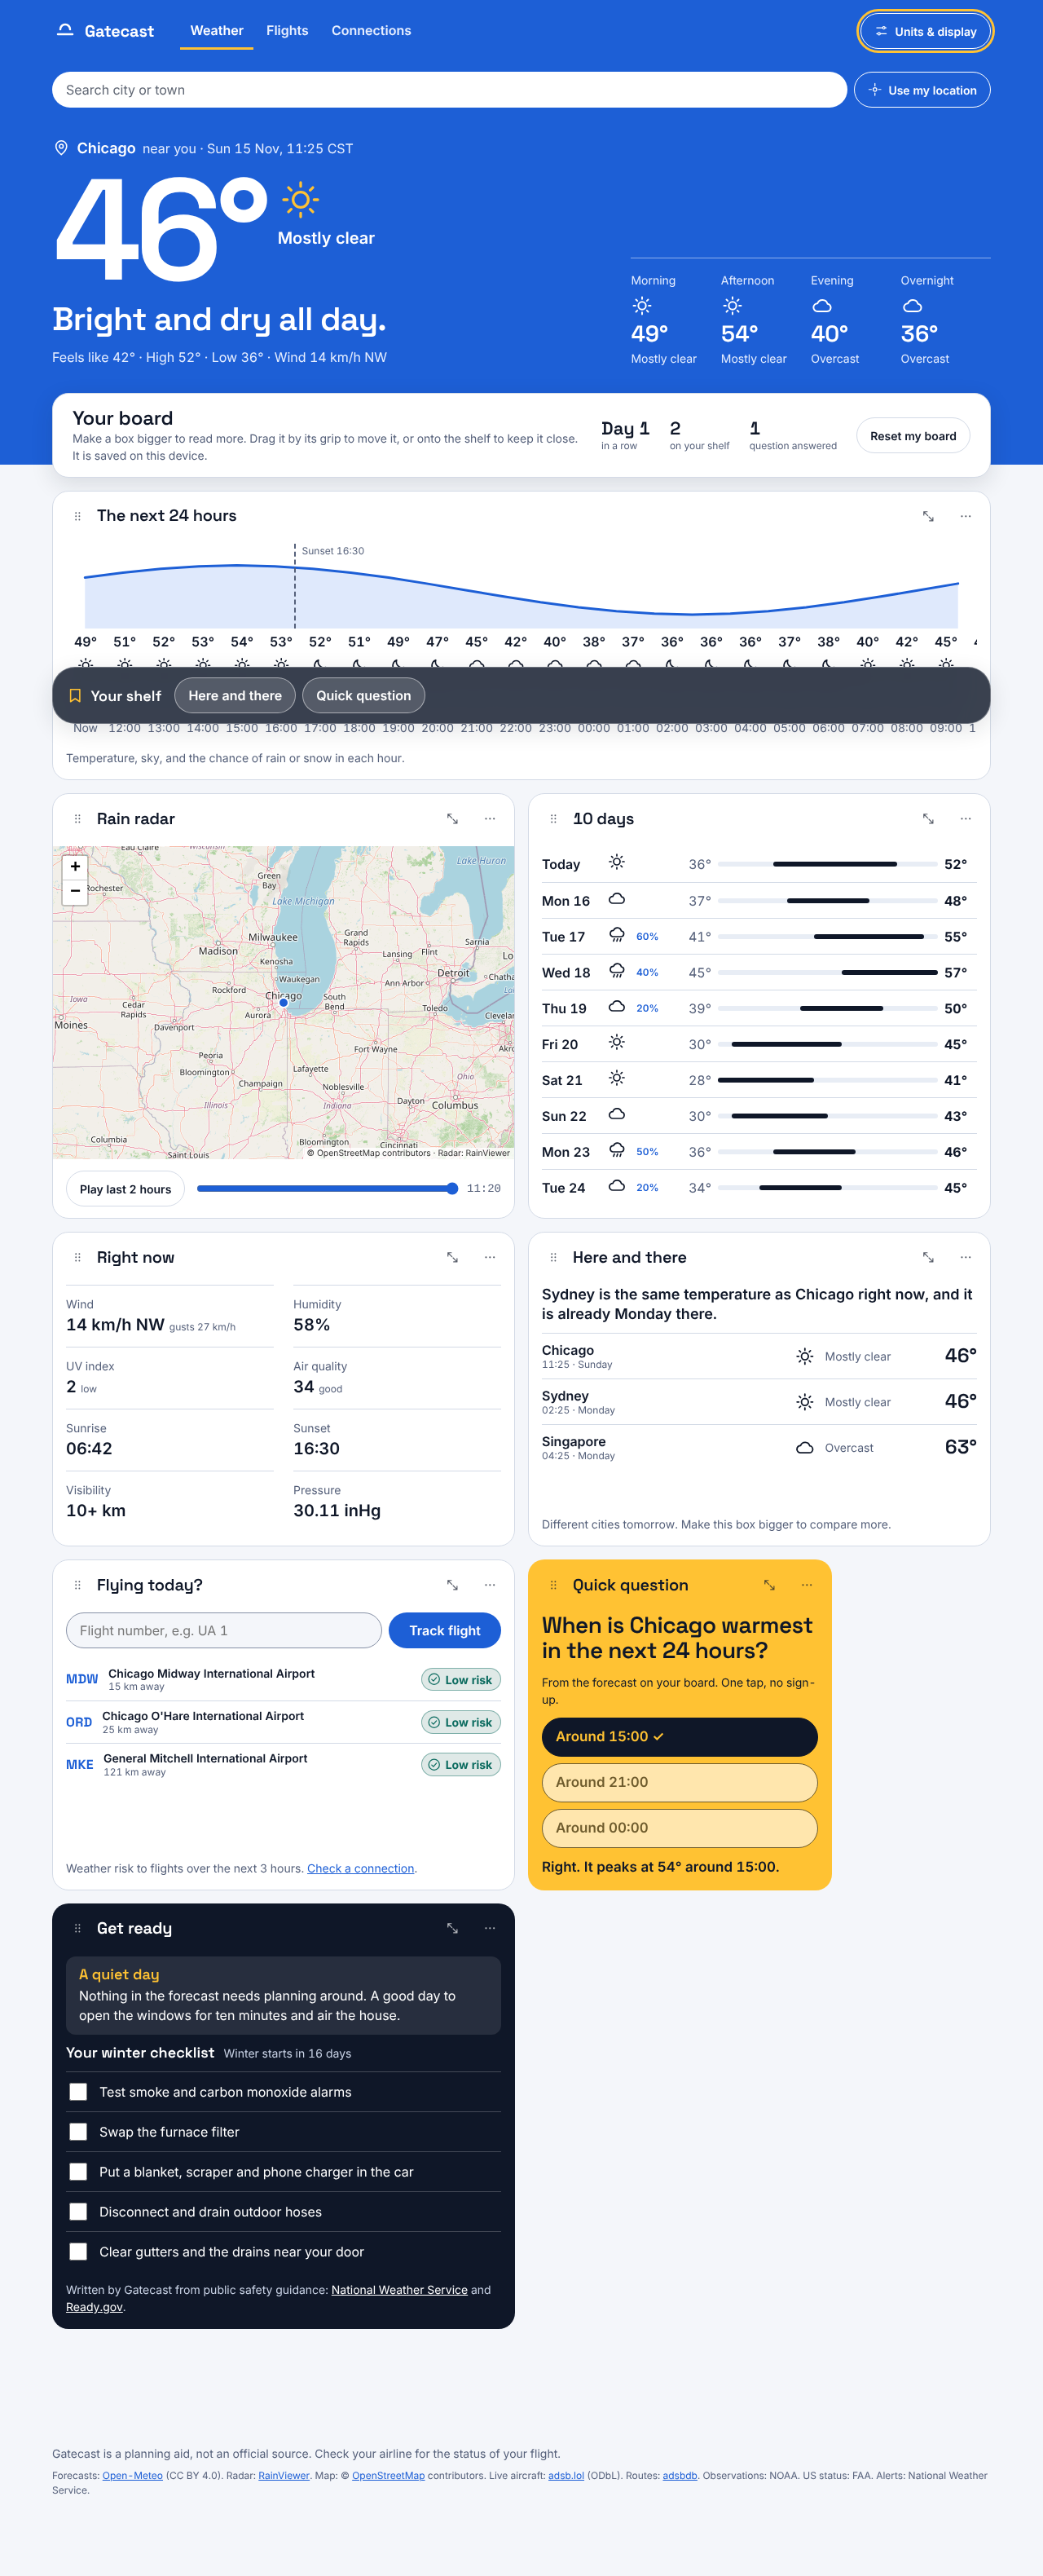 Gatecast
Weather
Flights
Connections
Units & display
Search city or town
Use my location
Chicago near you · Sun 15 Nov, 11:25 CST
46°
Mostly clear
Bright and dry all day.
Feels like 42° · High 52° · Low 36° · Wind 14 km/h NW
Morning Afternoon Evening Overnight
49° 54° 40° 36°
Mostly clear Mostly clear Overcast Overcast
Your board
Make a box bigger to read more. Drag it by its grip to move it, or onto the shelf to keep it close.
It is saved on this device.
Day 1
in a row
2
on your shelf
1
question answered
Reset my board
The next 24 hours
Sunset 16:30
49° 51° 52° 53° 54° 53° 52° 51° 49° 47° 45° 42° 40° 38° 37° 36° 36° 36° 37° 38° 40° 42° 45°
Your shelf
Here and there
Quick question
Now 12:00 13:00 14:00 15:00 16:00 17:00 18:00 19:00 20:00 21:00 22:00 23:00 00:00 01:00 02:00 03:00 04:00 05:00 06:00 07:00 08:00 09:00
Temperature, sky, and the chance of rain or snow in each hour.
Rain radar
+
−
Eau Claire
Wisconsin
Lake Huron
Green
Bay
Rochester
Lake Michigan
Milwaukee
Grand
Rapids
Sarnia
Madison
Lansing
Flint
Kenosha
Waukegan
Detroit
Ann Arbor
Rockford
Chicago
South
Bend
Iowa
Cedar
Rapids
Aurora
Toledo
Moines
Davenport
Peoria
Fort Wayne
Bloomington
Lafayette
Champaign
Noblesville
Ohio
Illinois
Indiana
Dayton
Columbus
Columbia
Bloomington
Cincinnati
Saint Louis
© OpenStreetMap contributors · Radar: RainViewer
Play last 2 hours
11:20
10 days
Today 36° 52°
Mon 16 37° 48°
Tue 17 60% 41° 55°
Wed 18 40% 45° 57°
Thu 19 20% 39° 50°
Fri 20 30° 45°
Sat 21 28° 41°
Sun 22 30° 43°
Mon 23 50% 36° 46°
Tue 24 20% 34° 45°
Right now
Wind
14 km/h NW gusts 27 km/h
Humidity
58%
UV index
2 low
Air quality
34 good
Sunrise
06:42
Sunset
16:30
Visibility
10+ km
Pressure
30.11 inHg
Here and there
Sydney is the same temperature as Chicago right now, and it
is already Monday there.
Chicago
11:25 · Sunday
Mostly clear
46°
Sydney
02:25 · Monday
Mostly clear
46°
Singapore
04:25 · Monday
Overcast
63°
Different cities tomorrow. Make this box bigger to compare more.
Flying today?
Flight number, e.g. UA 1
Track flight
MDW
Chicago Midway International Airport
15 km away
Low risk
ORD
Chicago O'Hare International Airport
25 km away
Low risk
MKE
General Mitchell International Airport
121 km away
Low risk
Weather risk to flights over the next 3 hours. Check a connection.
Quick question
When is Chicago warmest
in the next 24 hours?
From the forecast on your board. One tap, no sign-
up.
Around 15:00 ✓
Around 21:00
Around 00:00
Right. It peaks at 54° around 15:00.
Get ready
A quiet day
Nothing in the forecast needs planning around. A good day to
open the windows for ten minutes and air the house.
Your winter checklist Winter starts in 16 days
Test smoke and carbon monoxide alarms
Swap the furnace filter
Put a blanket, scraper and phone charger in the car
Disconnect and drain outdoor hoses
Clear gutters and the drains near your door
Written by Gatecast from public safety guidance: National Weather Service and
Ready.gov.
Gatecast is a planning aid, not an official source. Check your airline for the status of your flight.
Forecasts: Open-Meteo (CC BY 4.0). Radar: RainViewer. Map: © OpenStreetMap contributors. Live aircraft: adsb.lol (ODbL). Routes: adsbdb. Observations: NOAA. US status: FAA. Alerts: National Weather
Service.